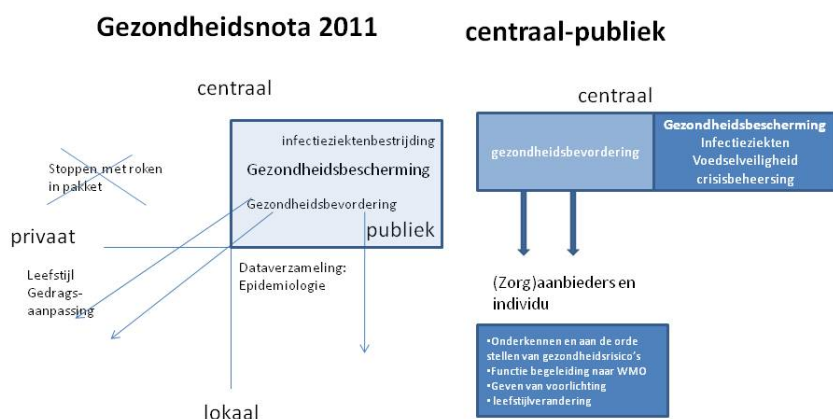 Gezondheidsnota 2011
centraal-publiek
centraal
infectieziektenbestrijding
Gezondheidsbescherming
Gezondheidsbevordering
publiek
Stoppen met roken
in pakket
privaat
Leefstijl
Gedrags-
aanpassing
Dataverzameling:
Epidemiologie
lokaal
centraal
gezondheidsbevordering
Gezondheidsbescherming
Infectieziekten
Voedselveiligheid
crisisbeheersing
(Zorg)aanbieders en
individu
•Onderkennen en aan de orde
stellen van gezondheidsrisico's
•Functie begeleiding naar WMO
•Geven van voorlichting
•leefstijlverandering